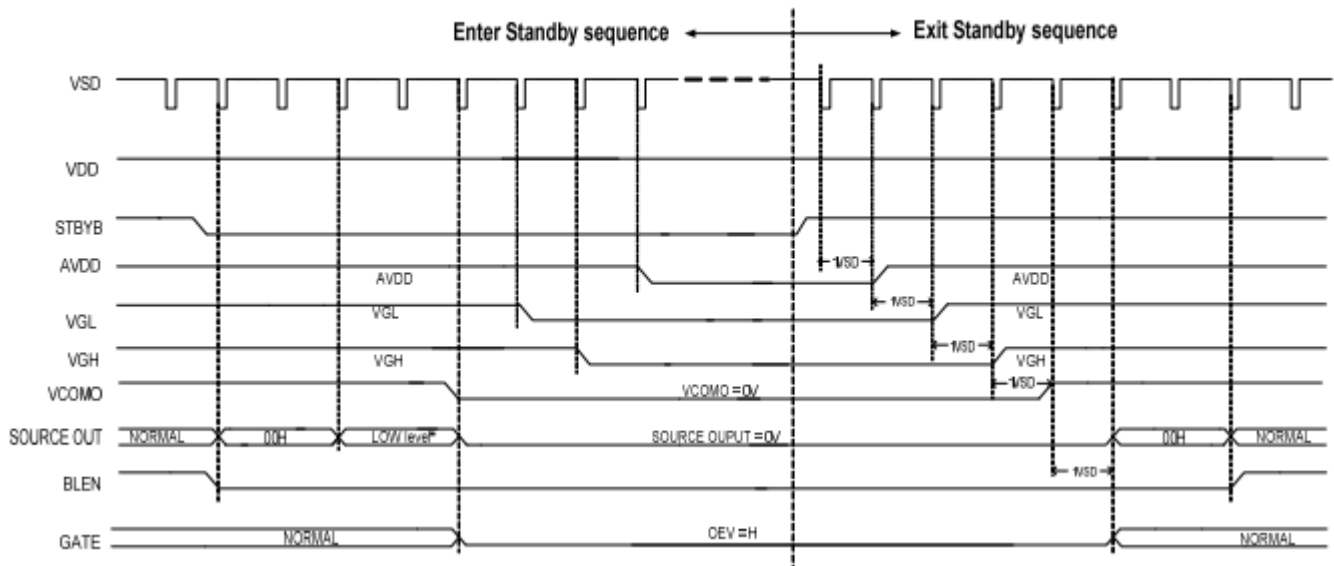 Enter Standby sequence Exit Standby sequence
VSD
VDD
STBYB
AVDD AVDD 1VSD AVDD
VGL VGL 1VSD VGL
VGH VGH 1VSD VGH
VCOMO VCOMO=0V 1VSD
SOURCE OUT NORMAL 00H LOW level* SOURCE OUPUT=0V 00H NORMAL
BLEN 1VSD
GATE NORMAL OEV=H NORMAL